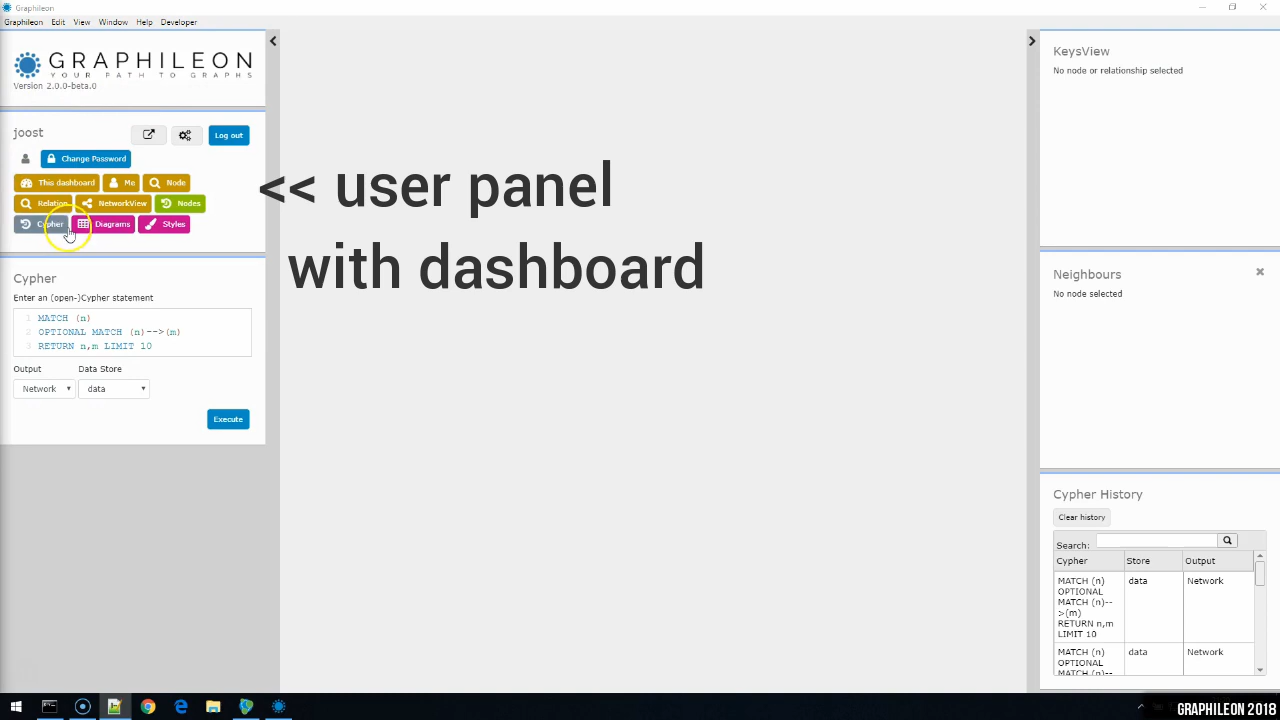 Graphileon
Graphileon Edit View Window Help Developer
GRAPHILEON
YOUR PATH TO GRAPHS
Version 2.0.0-beta.0
joost
Log out
Change Password
This dashboard Me Node
Relation NetworkView Nodes
Cypher Diagrams Styles
<< user panel
with dashboard
Cypher
Enter an (open-)Cypher statement
1 MATCH (n)
2 OPTIONAL MATCH (n)-->(m)
3 RETURN n,m LIMIT 10
Output Data Store
Network data
Execute
KeysView
No node or relationship selected
Neighbours
No node selected
Cypher History
Clear history
Search:
Cypher Store Output
MATCH (n) data Network
OPTIONAL
MATCH (n)--
>(m)
RETURN n,m
LIMIT 10
MATCH (n) data Network
OPTIONAL
MATCH (n)--
GRAPHILEON 2018